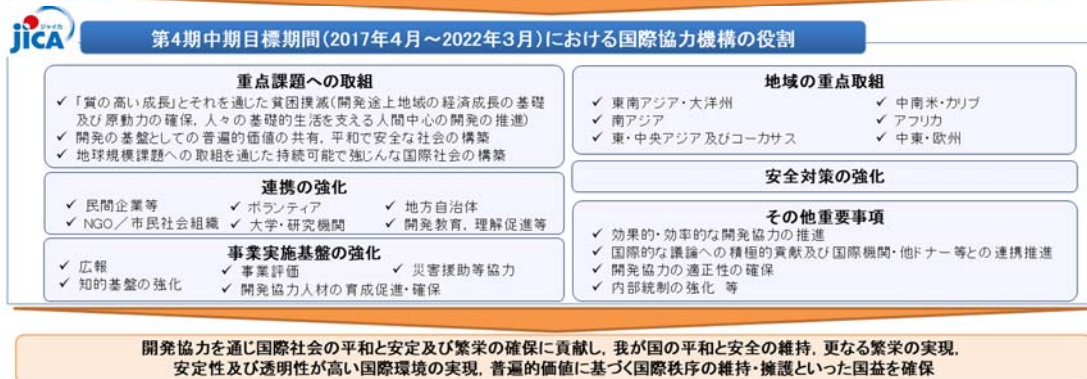 ジャイカ
JICA
第4期中期目標期間(2017年4月～2022年3月)における国際協力機構の役割
重点課題への取組
✓ 「質の高い成長」とそれを通じた貧困撲滅(開発途上地域の経済成長の基礎
及び原動力の確保，人々の基礎的生活を支える人間中心の開発の推進)
✓ 開発の基盤としての普遍的価値の共有，平和で安全な社会の構築
✓ 地球規模課題への取組を通じた持続可能で強じんな国際社会の構築
連携の強化
✓ 民間企業等 ✓ ボランティア ✓ 地方自治体
✓ NGO／市民社会組織 ✓ 大学・研究機関 ✓ 開発教育，理解促進等
事業実施基盤の強化
✓ 広報 ✓ 事業評価 ✓ 災害援助等協力
✓ 知的基盤の強化 ✓ 開発協力人材の育成促進・確保
地域の重点取組
✓ 東南アジア・大洋州 ✓ 中南米・カリブ
✓ 南アジア ✓ アフリカ
✓ 東・中央アジア及びコーカサス ✓ 中東・欧州
安全対策の強化
その他重要事項
✓ 効果的・効率的な開発協力の推進
✓ 国際的な議論への積極的貢献及び国際機関・他ドナー等との連携推進
✓ 開発協力の適正性の確保
✓ 内部統制の強化 等
開発協力を通じ国際社会の平和と安定及び繁栄の確保に貢献し，我が国の平和と安全の維持，更なる繁栄の実現，
安定性及び透明性が高い国際環境の実現，普遍的価値に基づく国際秩序の維持・擁護といった国益を確保